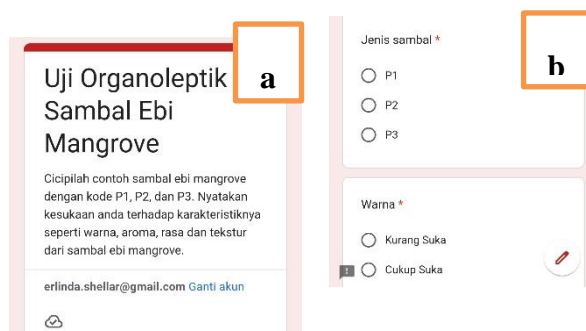 Uji Organoleptik
Sambal Ebi
Mangrove
a
Cicipilah contoh sambal ebi mangrove
dengan kode P1, P2, dan P3. Nyatakan
kesukaan anda terhadap karakteristiknya
seperti warna, aroma, rasa dan tekstur
dari sambal ebi mangrove.
erlinda.shellar@gmail.com Ganti akun
Jenis sambal *
b
P1
P2
P3
Warna *
Kurang Suka
Cukup Suka